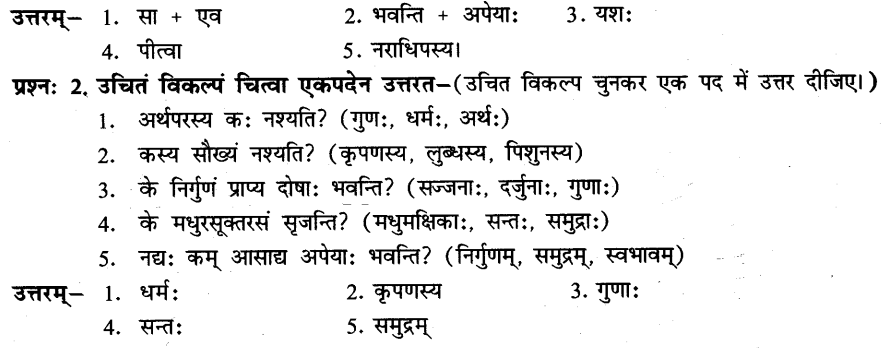 उत्तरम्– 1. सा + एव 2. भवन्ति + अपेयाः 3. यशः
4. पीत्वा 5. नराधिपस्य।
प्रश्नः 2. उचितं विकल्पं चित्वा एकपदेन उत्तरत–(उचित विकल्प चुनकर एक पद में उत्तर दीजिए।)
1. अर्थपरस्य कः नश्यति? (गुणः, धर्मः, अर्थः)
2. कस्य सौख्यं नश्यति? (कृपणस्य, लुब्धस्य, पिशुनस्य)
3. के निर्गुणं प्राप्य दोषाः भवन्ति? (सज्जनाः, दर्जुनाः, गुणाः)
4. के मधुरसूक्तरसं सृजन्ति? (मधुमक्षिकाः, सन्तः, समुद्राः)
5. नद्यः कम् आसाद्य अपेयाः भवन्ति? (निर्गुणम्, समुद्रम्, स्वभावम्)
उत्तरम्– 1. धर्मः 2. कृपणस्य 3. गुणाः
4. सन्तः 5. समुद्रम्